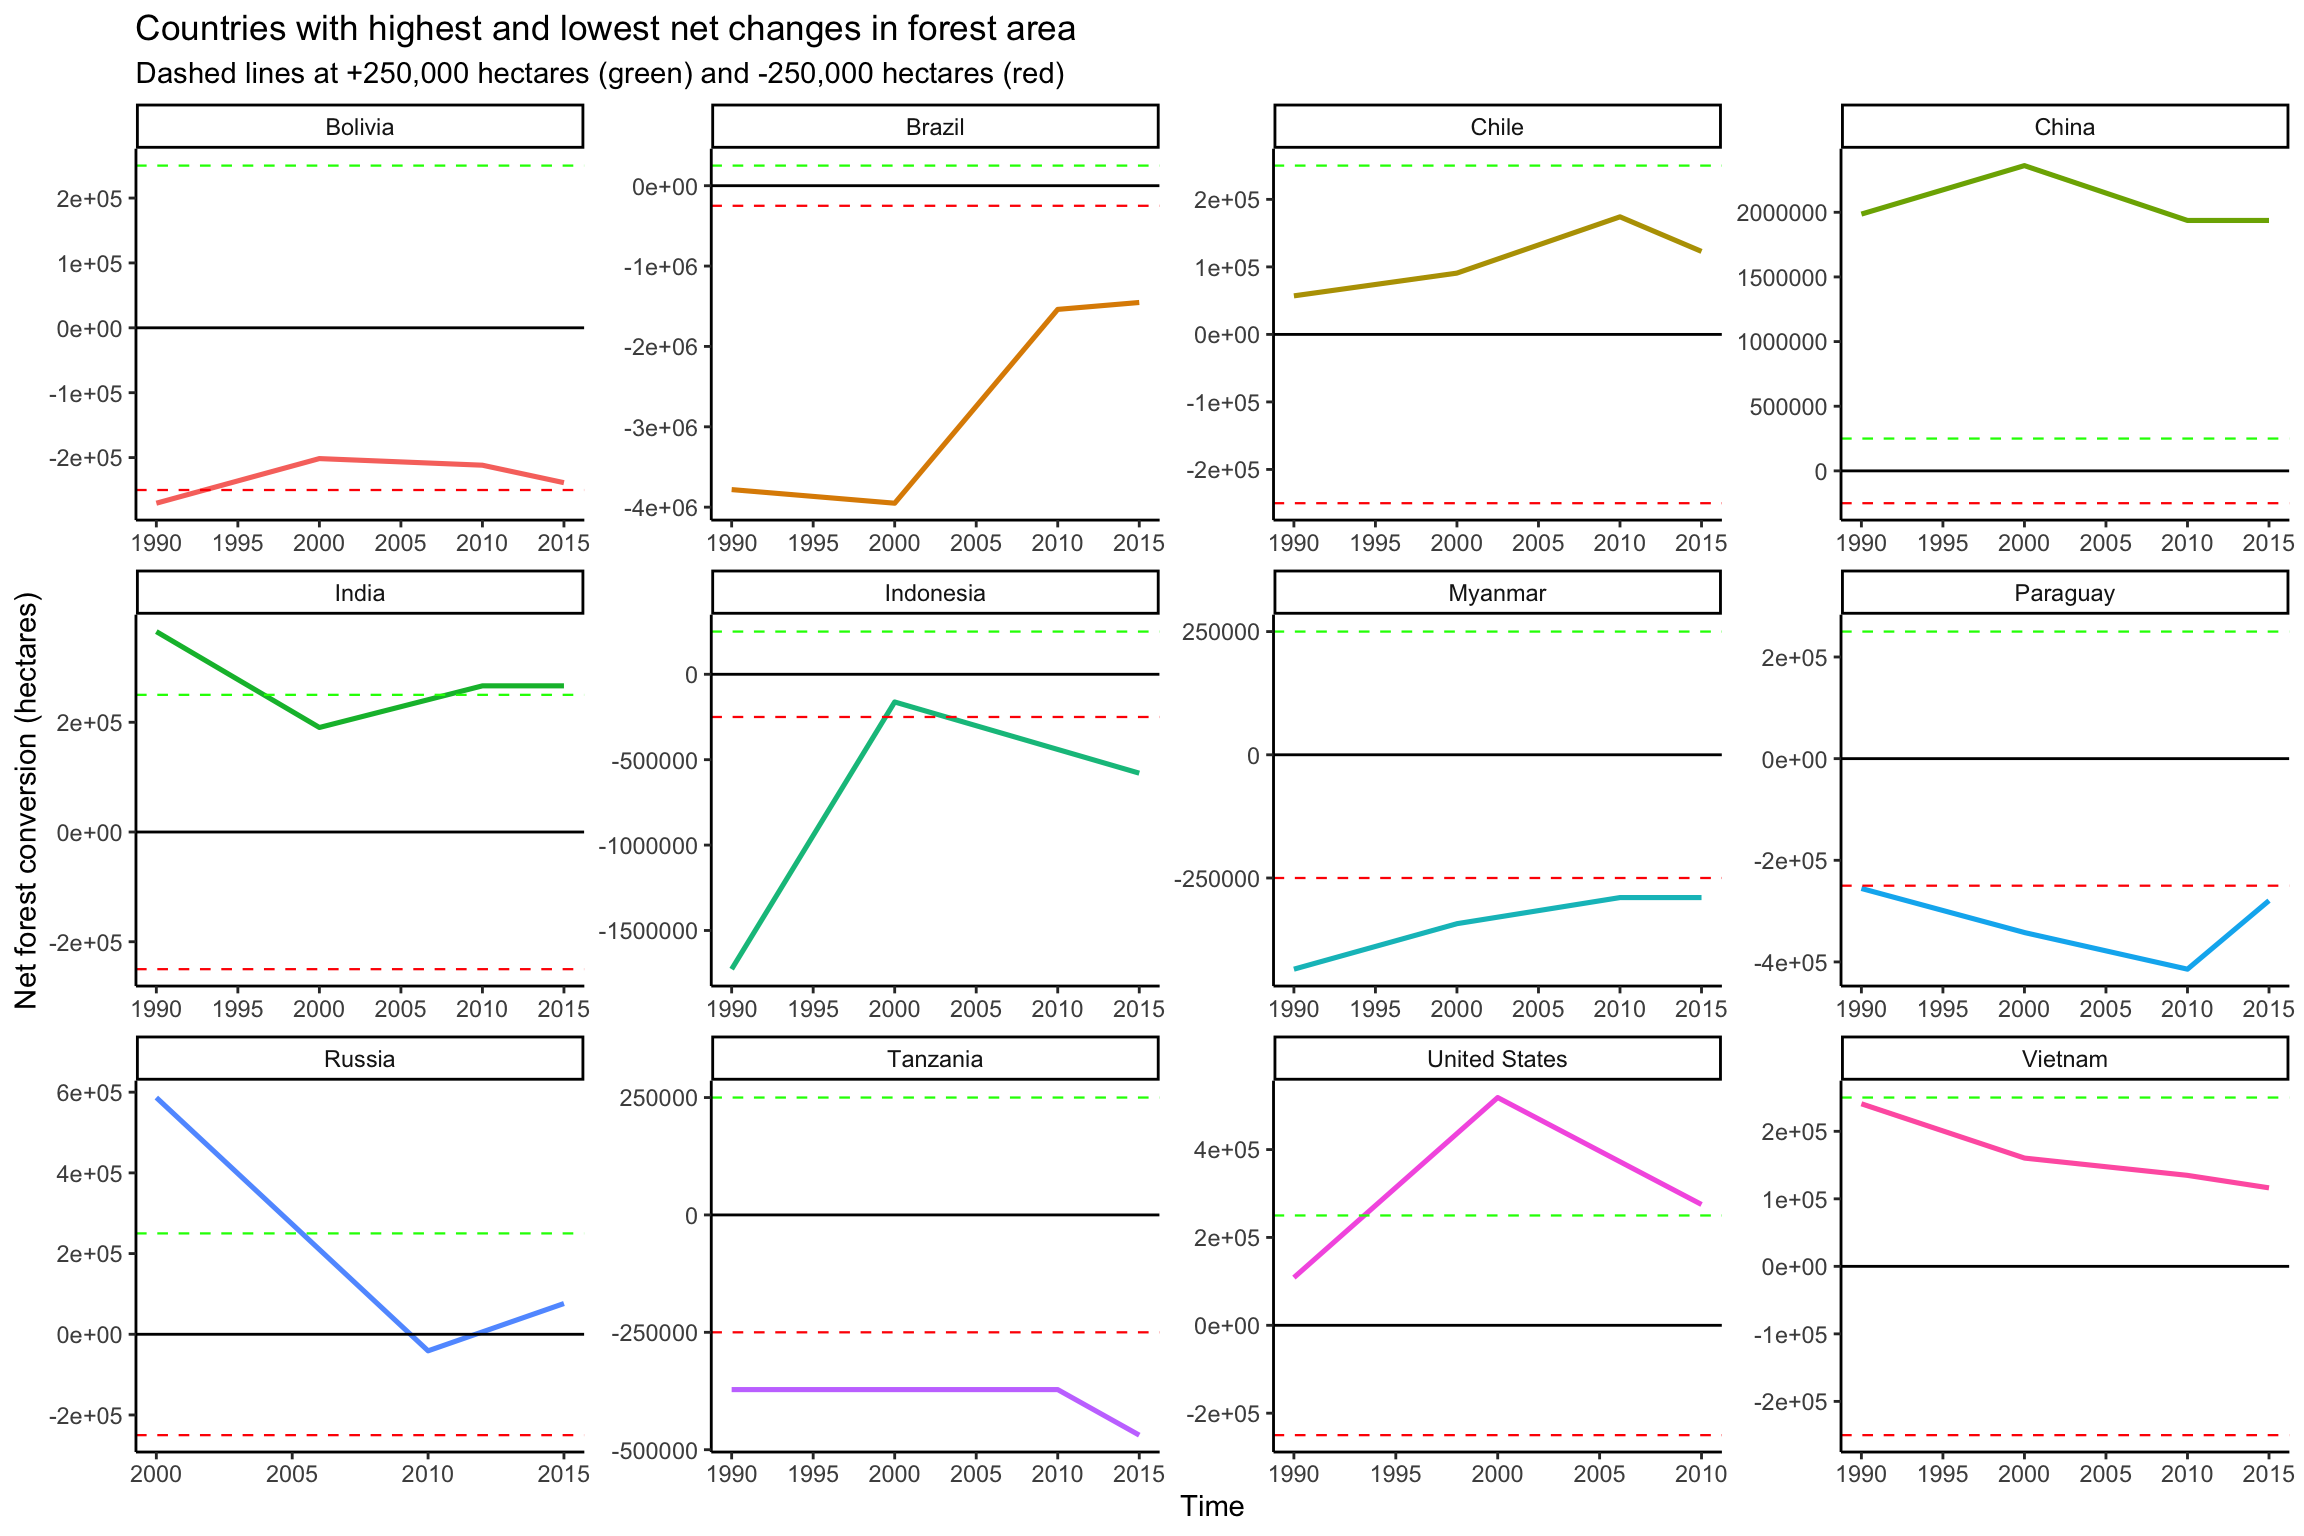 Countries with highest and lowest net changes in forest area
Dashed lines at +250,000 hectares (green) and -250,000 hectares (red)
Bolivia
Brazil
Chile
China
2e+05
1e+05
0e+00
-1e+05
-2e+05
0e+00
-1e+06
-2e+06
-3e+06
-4e+06
2e+05
1e+05
0e+00
-1e+05
-2e+05
2000000
1500000
1000000
500000
0
1990 1995 2000 2005 2010 2015
1990 1995 2000 2005 2010 2015
1990 1995 2000 2005 2010 2015
1990 1995 2000 2005 2010 2015
Net forest conversion (hectares)
India
Indonesia
Myanmar
Paraguay
2e+05
0e+00
-2e+05
0
-500000
-1000000
-1500000
250000
0
-250000
2e+05
0e+00
-2e+05
-4e+05
1990 1995 2000 2005 2010 2015
1990 1995 2000 2005 2010 2015
1990 1995 2000 2005 2010 2015
1990 1995 2000 2005 2010 2015
Russia
Tanzania
United States
Vietnam
6e+05
4e+05
2e+05
0e+00
-2e+05
250000
0
-250000
-500000
4e+05
2e+05
0e+00
-2e+05
2e+05
1e+05
0e+00
-1e+05
-2e+05
2000 2005 2010 2015
1990 1995 2000 2005 2010 2015
1990 1995 2000 2005 2010
1990 1995 2000 2005 2010 2015
Time